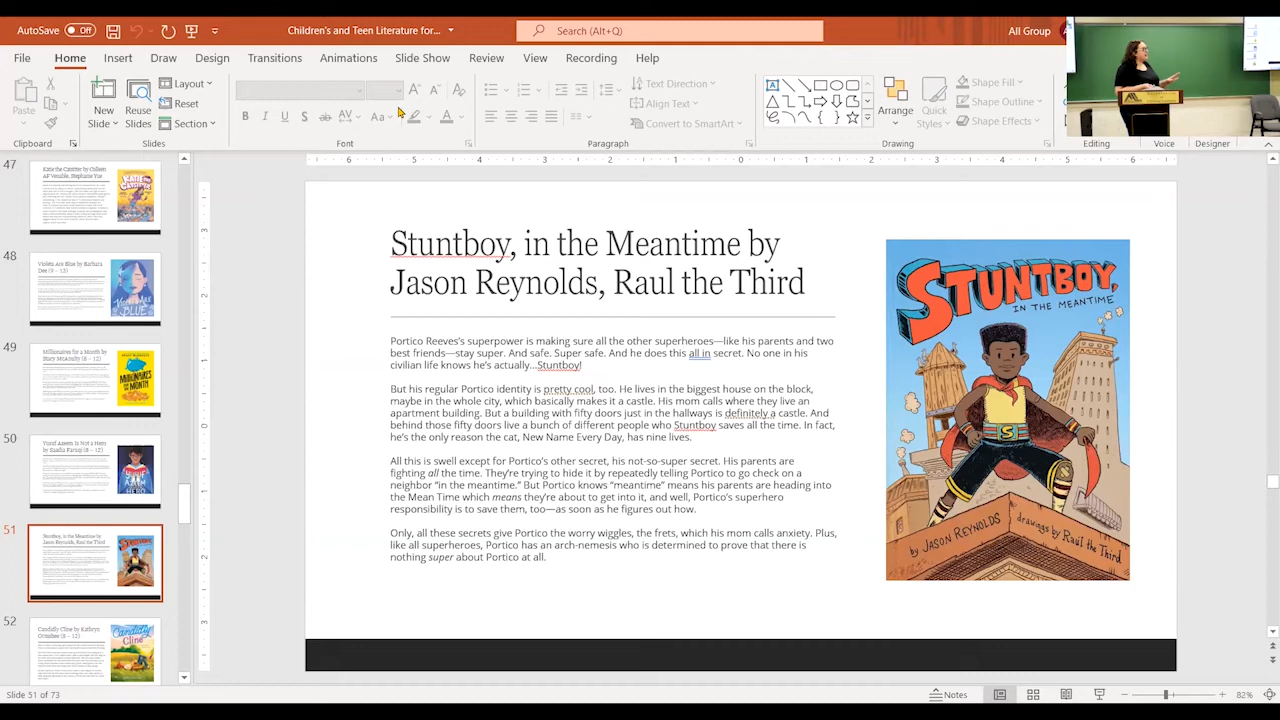 AutoSave Off
Children's and Teen Literature for...
Search (Alt+Q)
All Group
File Home Insert Draw Design Transitions Animations Slide Show Review View Recording Help
Paste
New Slide
Reuse Slides
Layout
Reset
Section
Text Direction
Align Text
Convert to SmartArt
Arrange
Quick Styles
Shape Fill
Shape Outline
Shape Effects
Clipboard Slides Font Paragraph Drawing Editing Voice Designer
47
Katie the Catsitter by Colleen
AF Venable, Stephanie Yue
48
Violets Are Blue by Barbara
Dee (9 - 12)
49
Millionaires for a Month by
Stacy McAnulty (8 - 12)
50
Yusuf Azeem Is Not a Hero
by Saadia Faruqi (8 - 12)
51
Stuntboy, in the Meantime by
Jason Reynolds, Raul the Third
52
Candidly Cline by Kathryn
Ormsbee (8 - 12)
Stuntboy, in the Meantime by
Jason Reynolds, Raul the Third
Portico Reeves's superpower is making sure all the other superheroes—like his parents and two
best friends—stay super. And safe. Super safe. And he does this all in secret. No one in his
civilian life knows he's actually...Stuntboy!
But his regular Portico identity is pretty cool, too. He lives in the biggest house on the block,
maybe in the whole city, which basically makes it a castle. His mom calls where they live an
apartment building. But a building with fifty doors just in the hallways is definitely a castle. And
behind those fifty doors live a bunch of different people who Stuntboy saves all the time. In fact,
he's the only reason the cat, New Name Every Day, has nine lives.
All this is swell except for Portico's other secret, his not-so-super secret. His parents are
fighting all the time. They're trying to hide it by repeatedly telling Portico to go check on a
neighbor "in the meantime." But Portico knows "meantime" means his parents are heading into
the Mean Time which means they're about to get into it, and well, Portico's superhero
responsibility is to save them, too—as soon as he figures out how.
Only, all these secrets give Portico the worry wiggles, the frets, which his mom calls anxiety. Plus,
like all superheroes, Portico has an arch-nemesis who is determined to prove that there is
nothing super about Portico at all.
STUNTBOY,
IN THE MEANTIME
S
JASON REYNOLDS
drawings by Raul the Third
Slide 51 of 73
Notes
82%